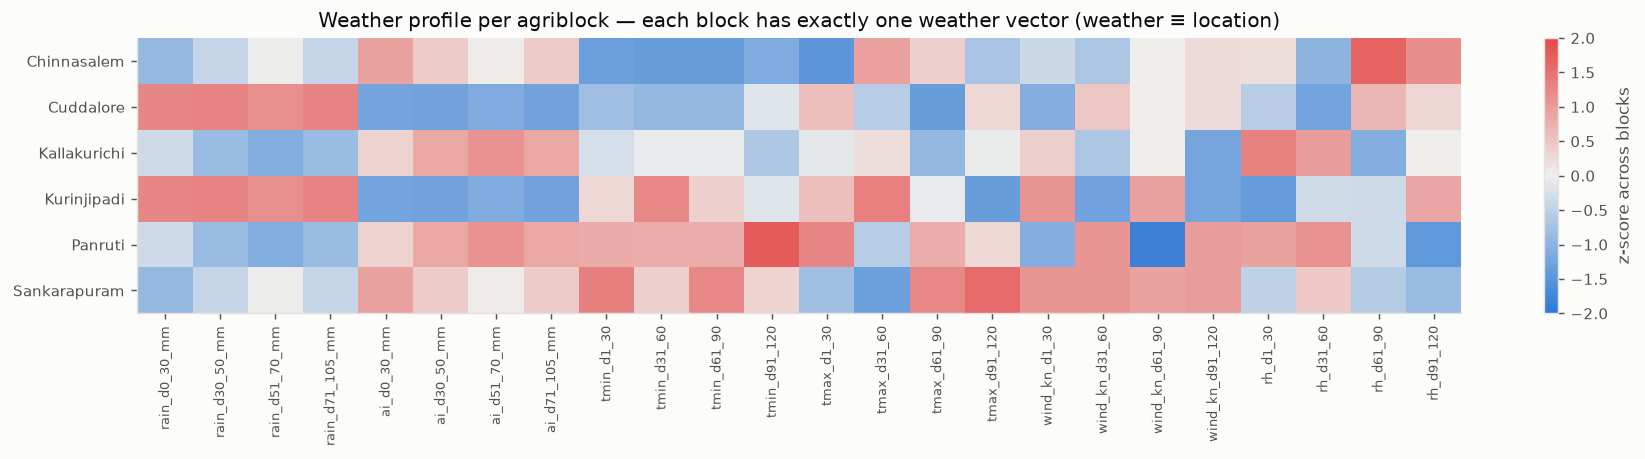 Weather profile per agriblock — each block has exactly one weather vector (weather ≡ location)
Chinnasalem
Cuddalore
Kallakurichi
Kurinjipadi
Panruti
Sankarapuram
rain_d0_30_mm
rain_d30_50_mm
rain_d51_70_mm
rain_d71_105_mm
ai_d0_30_mm
ai_d30_50_mm
ai_d51_70_mm
ai_d71_105_mm
tmin_d1_30
tmin_d31_60
tmin_d61_90
tmin_d91_120
tmax_d1_30
tmax_d31_60
tmax_d61_90
tmax_d91_120
wind_kn_d1_30
wind_kn_d31_60
wind_kn_d61_90
wind_kn_d91_120
rh_d1_30
rh_d31_60
rh_d61_90
rh_d91_120
2.0
1.5
1.0
0.5
0.0
−0.5
−1.0
−1.5
−2.0
z-score across blocks